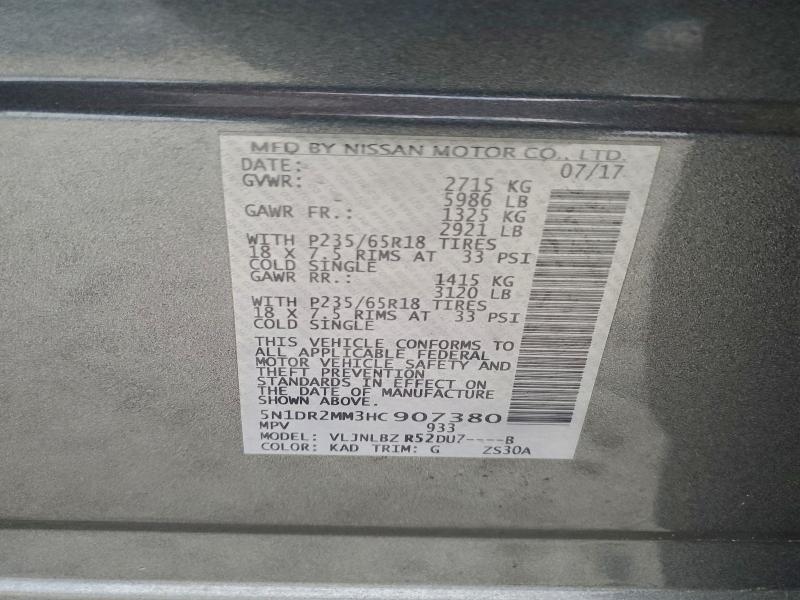 MFD BY NISSAN MOTOR CO., LTD.
DATE: 07/17
GVWR: 2715 KG
5986 LB
GAWR FR.: 1325 KG
2921 LB
WITH P235/65R18 TIRES
18 X 7.5 RIMS AT 33 PSI
COLD SINGLE
GAWR RR.: 1415 KG
3120 LB
WITH P235/65R18 TIRES
18 X 7.5 RIMS AT 33 PSI
COLD SINGLE
THIS VEHICLE CONFORMS TO
ALL APPLICABLE FEDERAL
MOTOR VEHICLE SAFETY AND
THEFT PREVENTION
STANDARDS IN EFFECT ON
THE DATE OF MANUFACTURE
SHOWN ABOVE.
5N1DR2MM3HC907380
MPV 933
MODEL: VLJNLBZ R52DU7----B
COLOR: KAD TRIM: G ZS30A